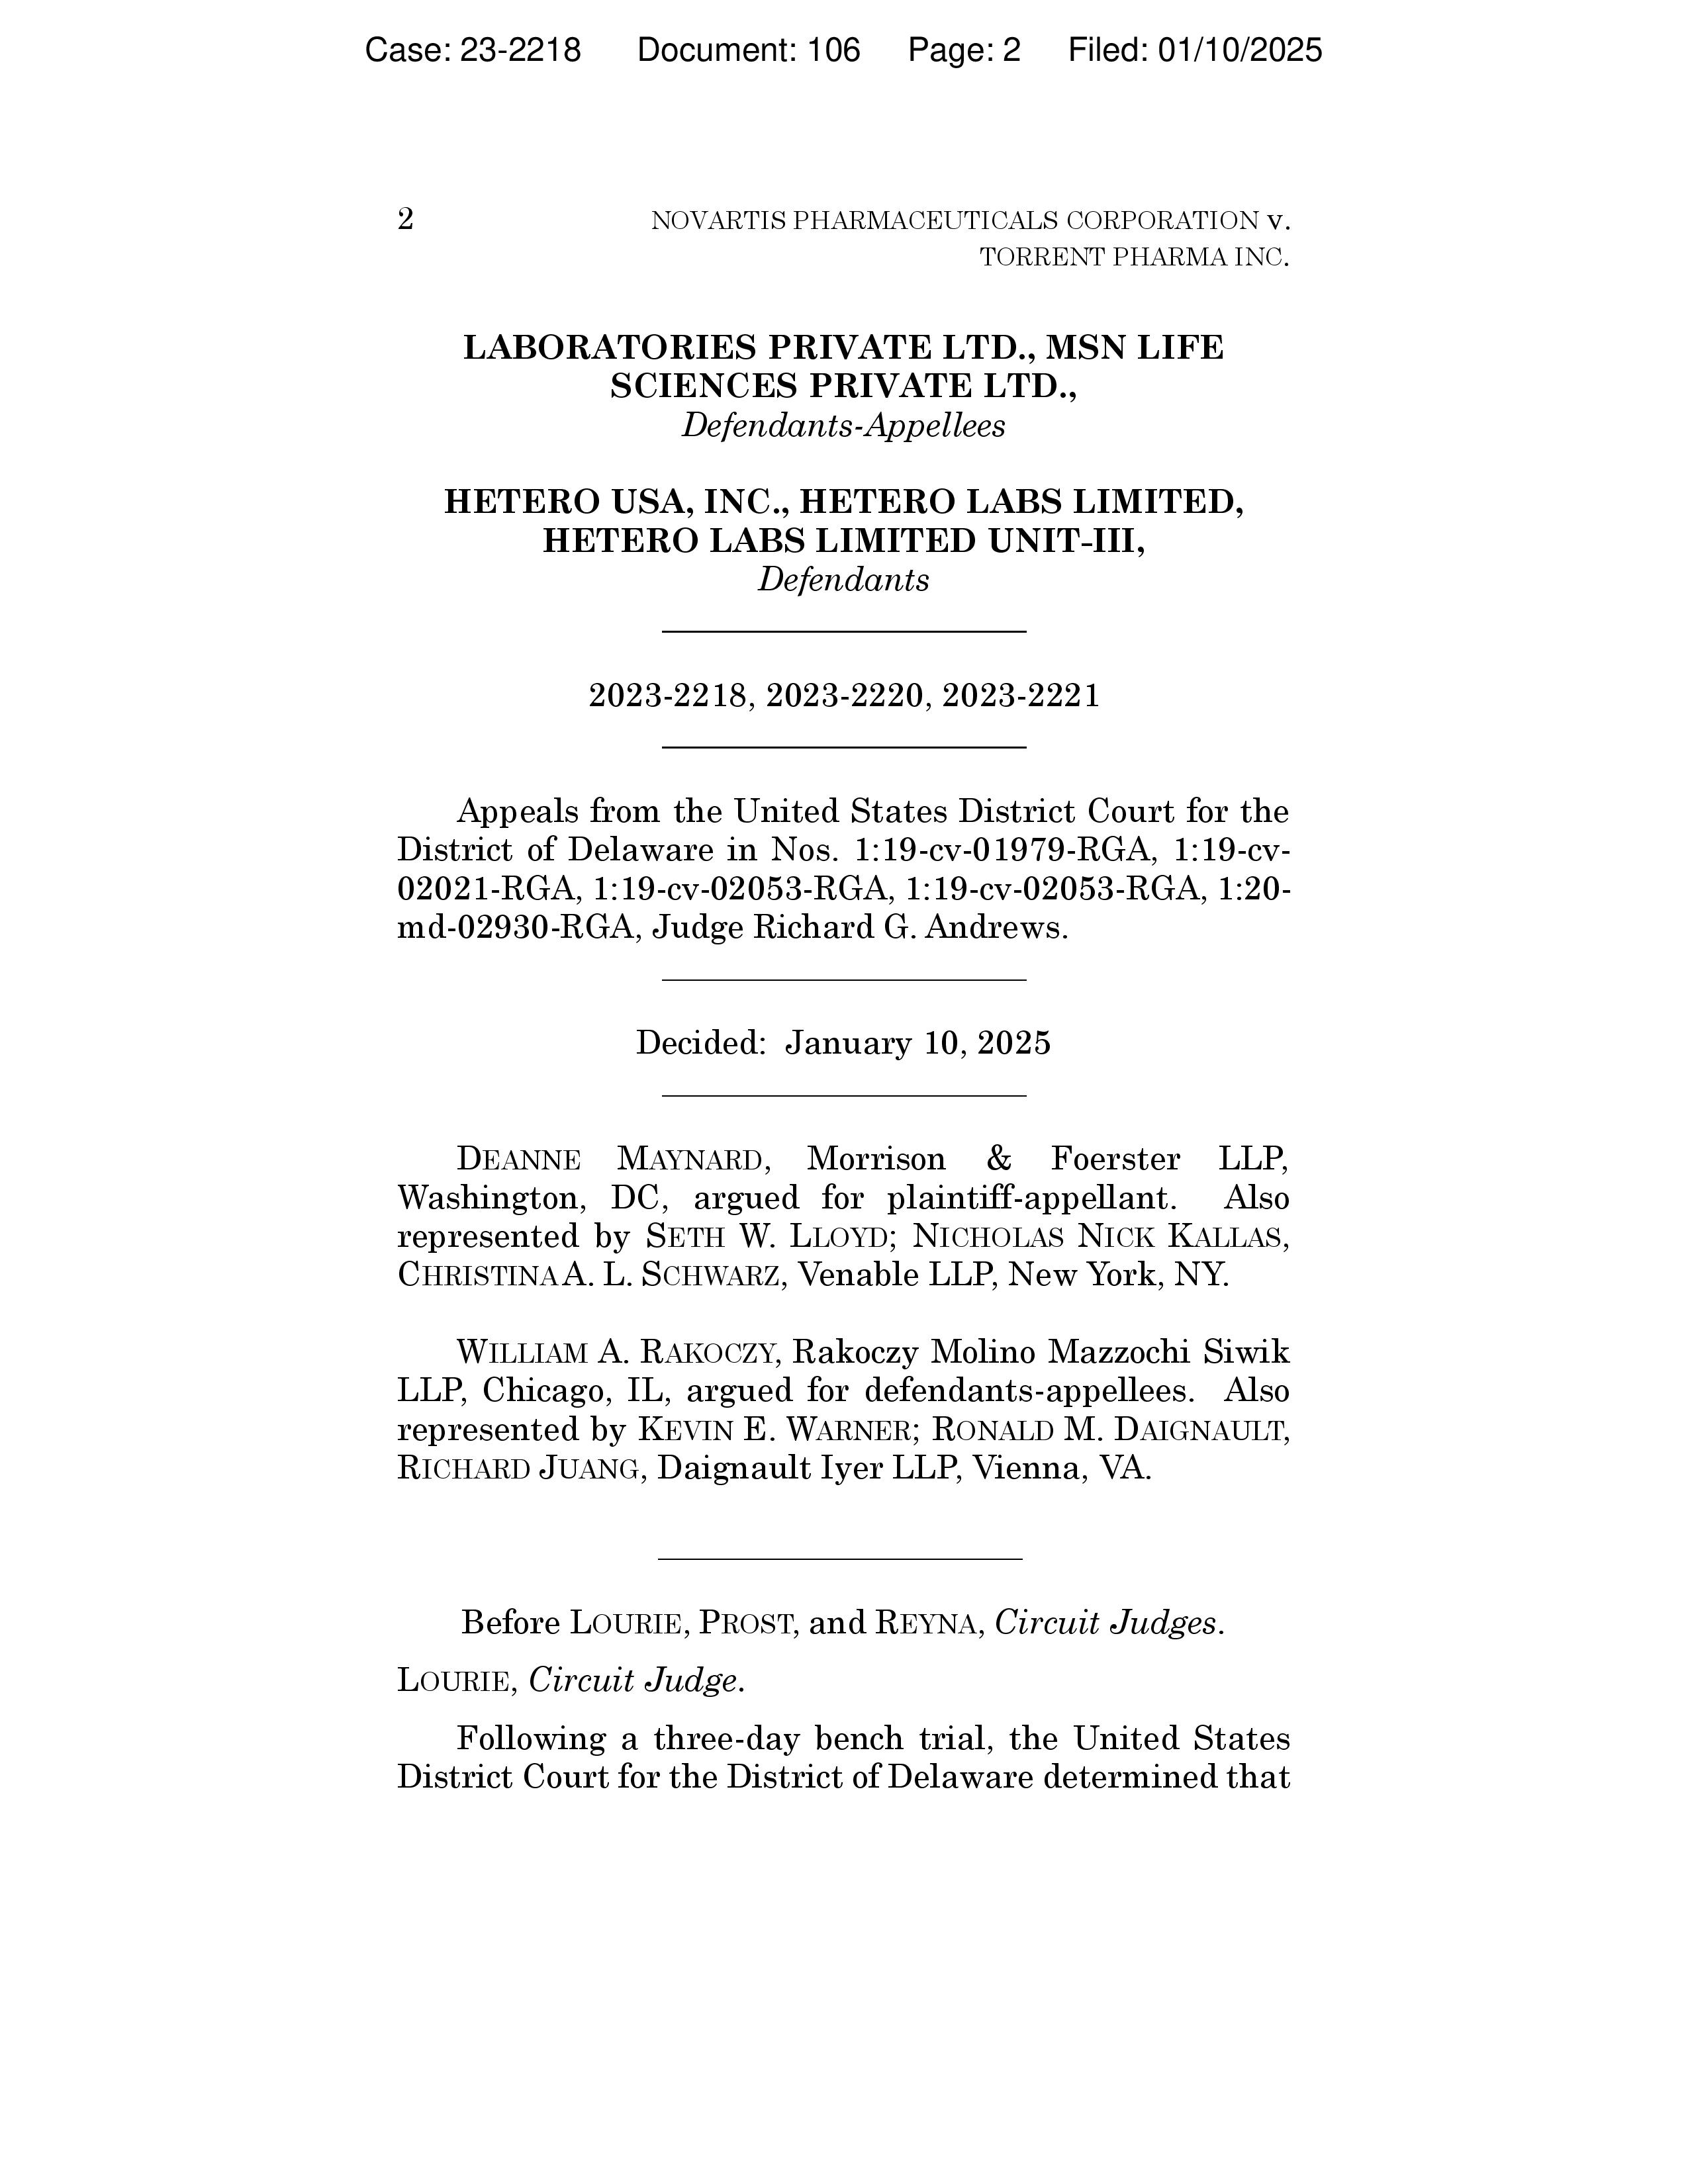 Case: 23-2218 Document: 106 Page: 2 Filed: 01/10/2025
2 NOVARTIS PHARMACEUTICALS CORPORATION v.
TORRENT PHARMA INC.
LABORATORIES PRIVATE LTD., MSN LIFE
SCIENCES PRIVATE LTD.,
Defendants-Appellees
HETERO USA, INC., HETERO LABS LIMITED,
HETERO LABS LIMITED UNIT-III,
Defendants
2023-2218, 2023-2220, 2023-2221
Appeals from the United States District Court for the
District of Delaware in Nos. 1:19-cv-01979-RGA, 1:19-cv-
02021-RGA, 1:19-cv-02053-RGA, 1:19-cv-02053-RGA, 1:20-
md-02930-RGA, Judge Richard G. Andrews.
Decided: January 10, 2025
DEANNE MAYNARD, Morrison & Foerster LLP,
Washington, DC, argued for plaintiff-appellant. Also
represented by SETH W. LLOYD; NICHOLAS NICK KALLAS,
CHRISTINA A. L. SCHWARZ, Venable LLP, New York, NY.
WILLIAM A. RAKOCZY, Rakoczy Molino Mazzochi Siwik
LLP, Chicago, IL, argued for defendants-appellees. Also
represented by KEVIN E. WARNER; RONALD M. DAIGNAULT,
RICHARD JUANG, Daignault Iyer LLP, Vienna, VA.
Before LOURIE, PROST, and REYNA, Circuit Judges.
LOURIE, Circuit Judge.
Following a three-day bench trial, the United States
District Court for the District of Delaware determined that